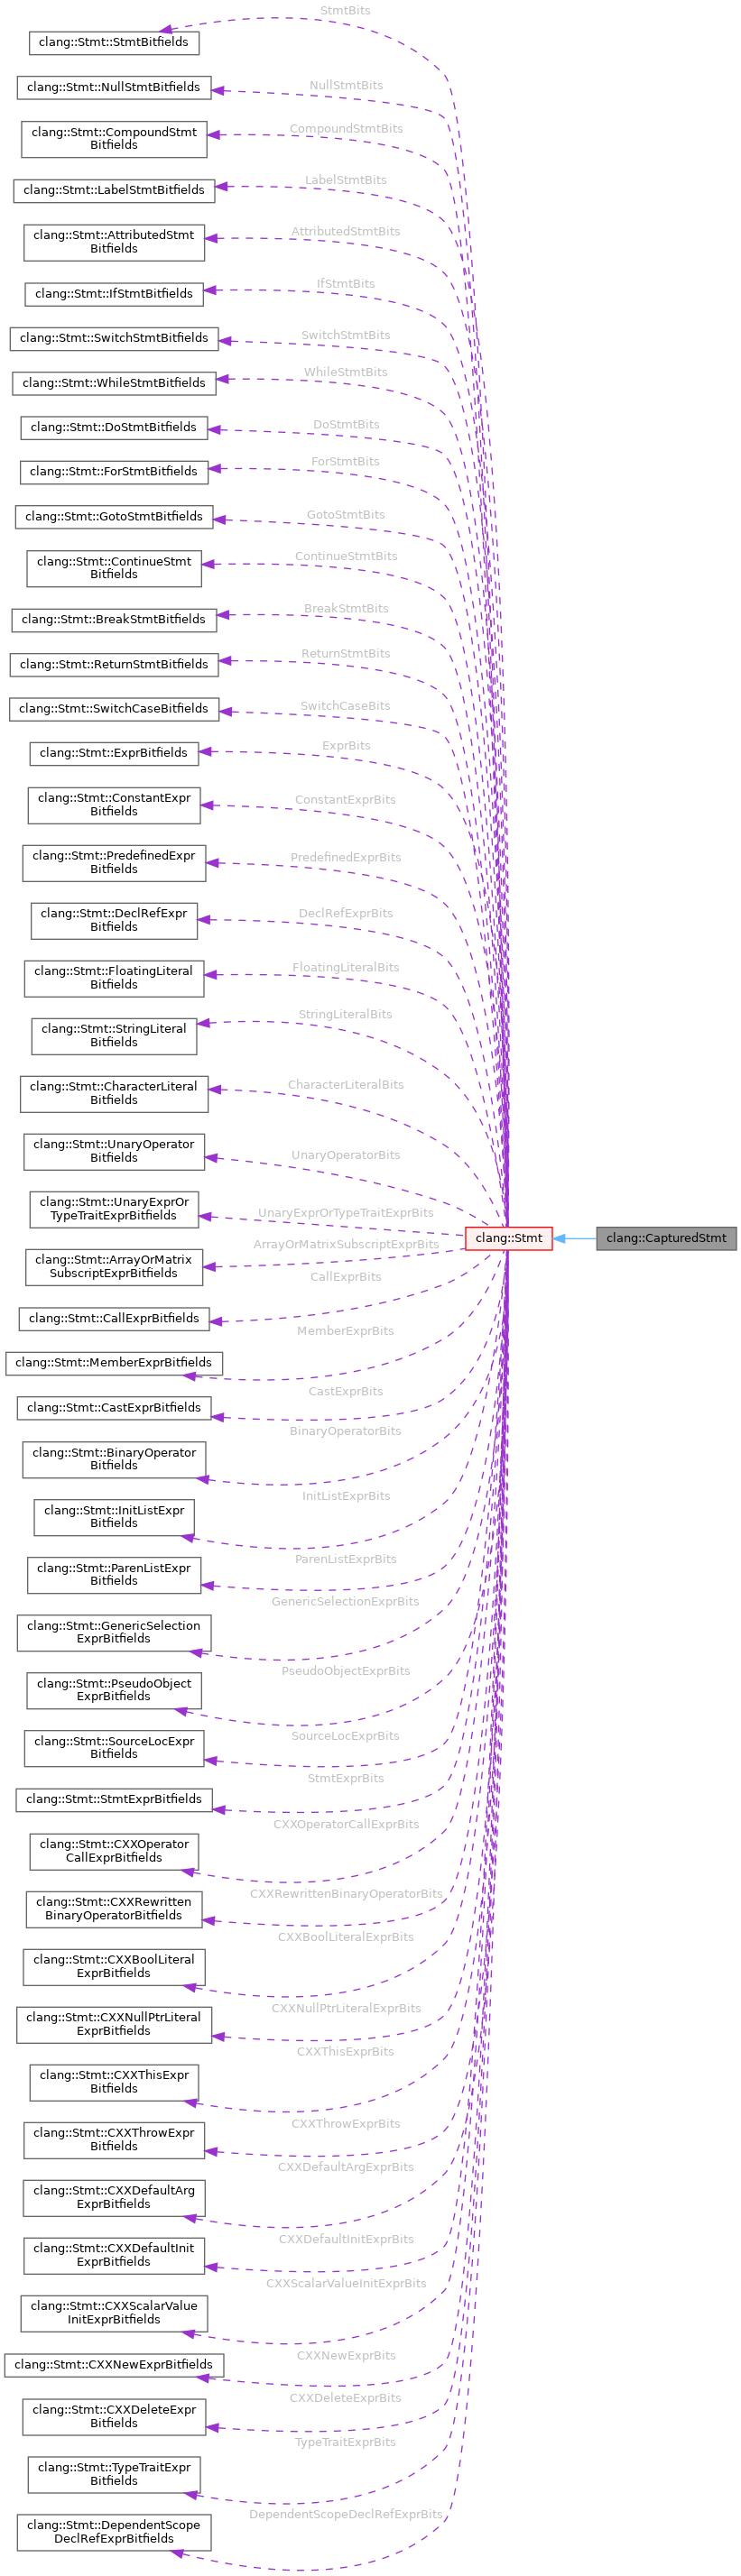 StmtBits
clang::Stmt::StmtBitfields
NullStmtBits
clang::Stmt::NullStmtBitfields
CompoundStmtBits
clang::Stmt::CompoundStmt
Bitfields
LabelStmtBits
clang::Stmt::LabelStmtBitfields
AttributedStmtBits
clang::Stmt::AttributedStmt
Bitfields
IfStmtBits
clang::Stmt::IfStmtBitfields
SwitchStmtBits
clang::Stmt::SwitchStmtBitfields
WhileStmtBits
clang::Stmt::WhileStmtBitfields
DoStmtBits
clang::Stmt::DoStmtBitfields
ForStmtBits
clang::Stmt::ForStmtBitfields
GotoStmtBits
clang::Stmt::GotoStmtBitfields
ContinueStmtBits
clang::Stmt::ContinueStmt
Bitfields
BreakStmtBits
clang::Stmt::BreakStmtBitfields
ReturnStmtBits
clang::Stmt::ReturnStmtBitfields
SwitchCaseBits
clang::Stmt::SwitchCaseBitfields
ExprBits
clang::Stmt::ExprBitfields
ConstantExprBits
clang::Stmt::ConstantExpr
Bitfields
PredefinedExprBits
clang::Stmt::PredefinedExpr
Bitfields
DeclRefExprBits
clang::Stmt::DeclRefExpr
Bitfields
FloatingLiteralBits
clang::Stmt::FloatingLiteral
Bitfields
StringLiteralBits
clang::Stmt::StringLiteral
Bitfields
CharacterLiteralBits
clang::Stmt::CharacterLiteral
Bitfields
UnaryOperatorBits
clang::Stmt::UnaryOperator
Bitfields
UnaryExprOrTypeTraitExprBits
clang::Stmt::UnaryExprOr
TypeTraitExprBitfields
clang::Stmt
clang::CapturedStmt
ArrayOrMatrixSubscriptExprBits
clang::Stmt::ArrayOrMatrix
SubscriptExprBitfields
CallExprBits
clang::Stmt::CallExprBitfields
MemberExprBits
clang::Stmt::MemberExprBitfields
CastExprBits
clang::Stmt::CastExprBitfields
BinaryOperatorBits
clang::Stmt::BinaryOperator
Bitfields
InitListExprBits
clang::Stmt::InitListExpr
Bitfields
ParenListExprBits
clang::Stmt::ParenListExpr
Bitfields
GenericSelectionExprBits
clang::Stmt::GenericSelection
ExprBitfields
PseudoObjectExprBits
clang::Stmt::PseudoObject
ExprBitfields
SourceLocExprBits
clang::Stmt::SourceLocExpr
Bitfields
StmtExprBits
clang::Stmt::StmtExprBitfields
CXXOperatorCallExprBits
clang::Stmt::CXXOperator
CallExprBitfields
CXXRewrittenBinaryOperatorBits
clang::Stmt::CXXRewritten
BinaryOperatorBitfields
CXXBoolLiteralExprBits
clang::Stmt::CXXBoolLiteral
ExprBitfields
CXXNullPtrLiteralExprBits
clang::Stmt::CXXNullPtrLiteral
ExprBitfields
CXXThisExprBits
clang::Stmt::CXXThisExpr
Bitfields
CXXThrowExprBits
clang::Stmt::CXXThrowExpr
Bitfields
CXXDefaultArgExprBits
clang::Stmt::CXXDefaultArg
ExprBitfields
CXXDefaultInitExprBits
clang::Stmt::CXXDefaultInit
ExprBitfields
CXXScalarValueInitExprBits
clang::Stmt::CXXScalarValue
InitExprBitfields
CXXNewExprBits
clang::Stmt::CXXNewExprBitfields
CXXDeleteExprBits
clang::Stmt::CXXDeleteExpr
Bitfields
TypeTraitExprBits
clang::Stmt::TypeTraitExpr
Bitfields
DependentScopeDeclRefExprBits
clang::Stmt::DependentScope
DeclRefExprBitfields